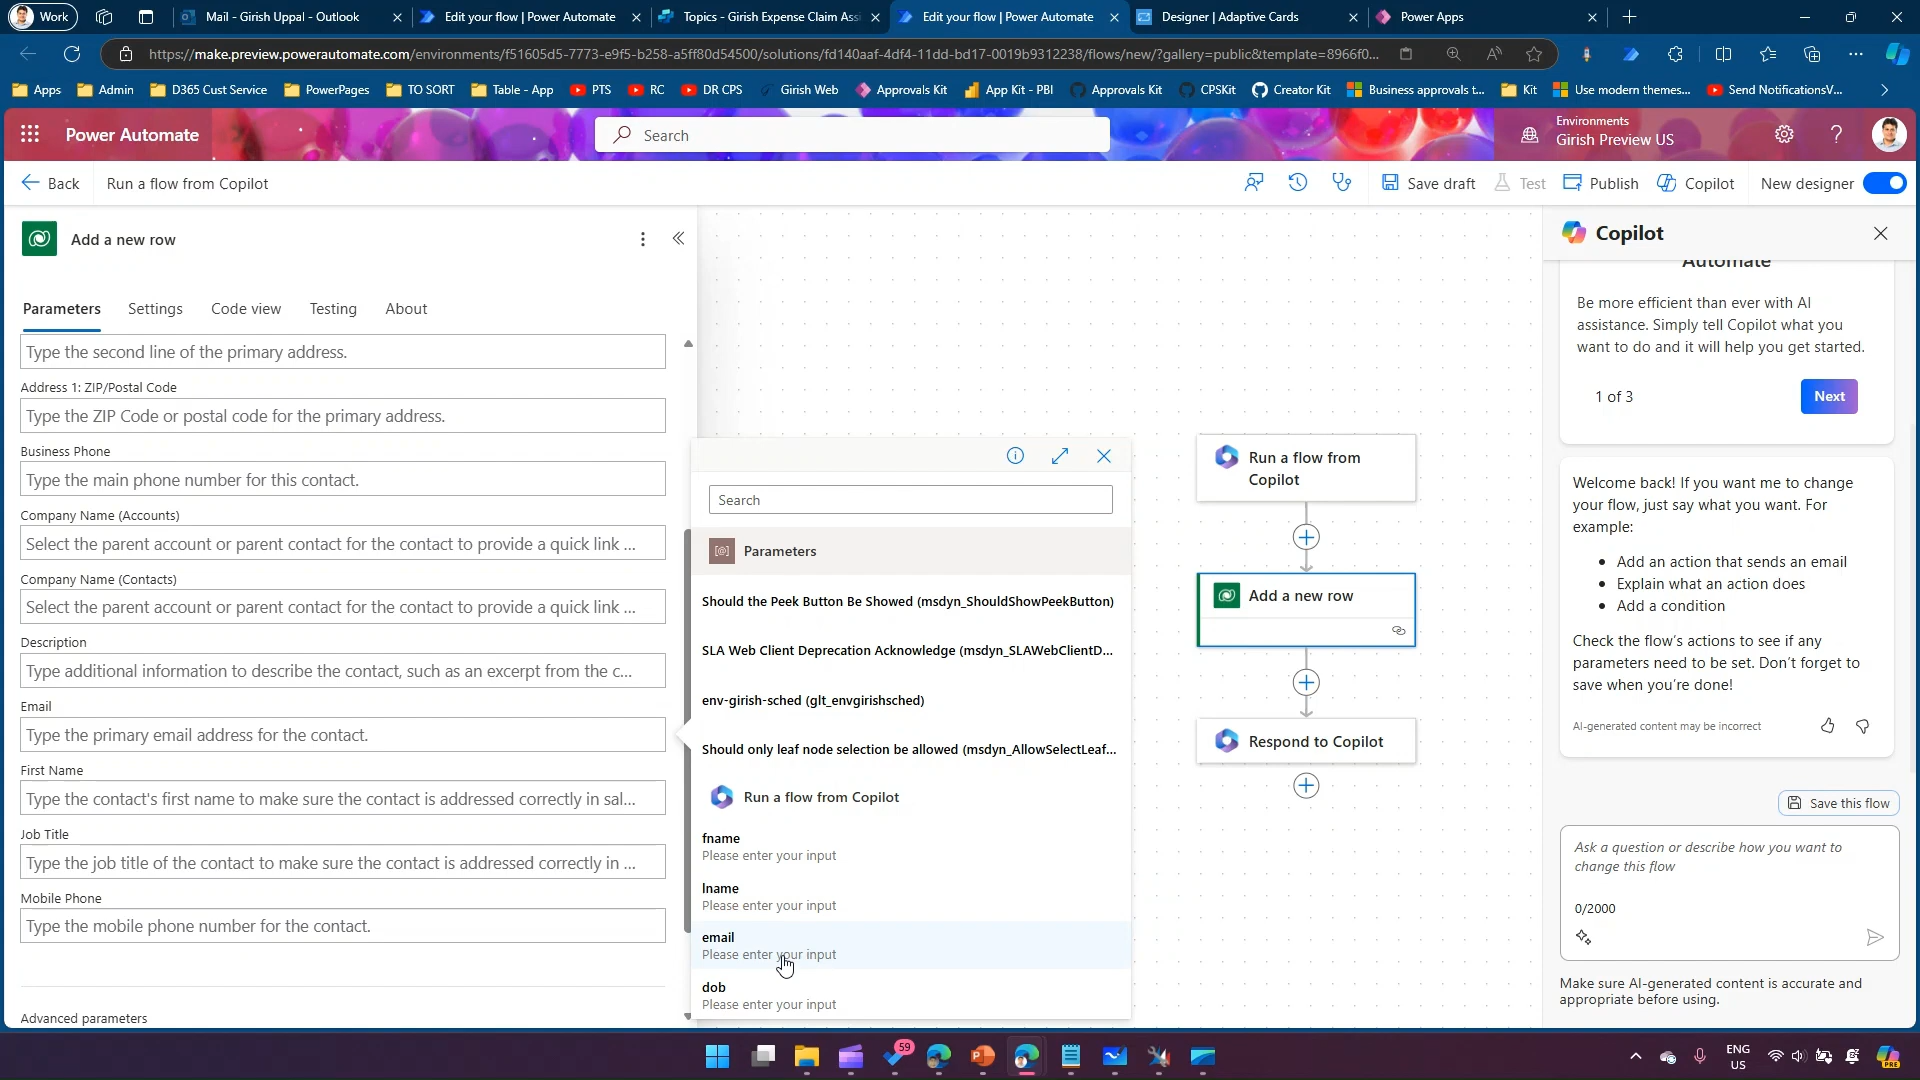 Work
Mail - Girish Uppal - Outlook
Edit your flow | Power Automate
Topics - Girish Expense Claim Assi
Edit your flow | Power Automate
Designer | Adaptive Cards
Power Apps
https://make.preview.powerautomate.com/environments/f51605d5-7773-e9f5-b258-a5ff80d54500/solutions/fd140aaf-4df4-11dd-bd17-0019b9312238/flows/new/?gallery=public&template=8966f0...
Apps
Admin
D365 Cust Service
PowerPages
TO SORT
Table - App
PTS
RC
DR CPS
Girish Web
Approvals Kit
App Kit - PBI
Approvals Kit
CPSKit
Creator Kit
Business approvals t...
Kit
Use modern themes...
Send NotificationsV...
Power Automate
Search
Environments
Girish Preview US
Back
Run a flow from Copilot
Save draft
Test
Publish
Copilot
New designer
Add a new row
Parameters
Settings
Code view
Testing
About
Type the second line of the primary address.
Address 1: ZIP/Postal Code
Type the ZIP Code or postal code for the primary address.
Business Phone
Type the main phone number for this contact.
Company Name (Accounts)
Select the parent account or parent contact for the contact to provide a quick link ...
Company Name (Contacts)
Select the parent account or parent contact for the contact to provide a quick link ...
Description
Type additional information to describe the contact, such as an excerpt from the c...
Email
Type the primary email address for the contact.
First Name
Type the contact's first name to make sure the contact is addressed correctly in sal...
Job Title
Type the job title of the contact to make sure the contact is addressed correctly in ...
Mobile Phone
Type the mobile phone number for the contact.
Advanced parameters
Search
Parameters
Should the Peek Button Be Showed (msdyn_ShouldShowPeekButton)
SLA Web Client Deprecation Acknowledge (msdyn_SLAWebClientD...
env-girish-sched (glt_envgirishsched)
Should only leaf node selection be allowed (msdyn_AllowSelectLeaf...
Run a flow from Copilot
fname
Please enter your input
lname
Please enter your input
email
Please enter your input
dob
Please enter your input
Run a flow from
Copilot
Add a new row
Respond to Copilot
Copilot
Automate
Be more efficient than ever with AI
assistance. Simply tell Copilot what you
want to do and it will help you get started.
1 of 3
Next
Welcome back! If you want me to change
your flow, just say what you want. For
example:
• Add an action that sends an email
• Explain what an action does
• Add a condition
Check the flow's actions to see if any
parameters need to be set. Don't forget to
save when you're done!
AI-generated content may be incorrect
Save this flow
Ask a question or describe how you want to
change this flow
0/2000
Make sure AI-generated content is accurate and
appropriate before using.
59
ENG
US
PRE